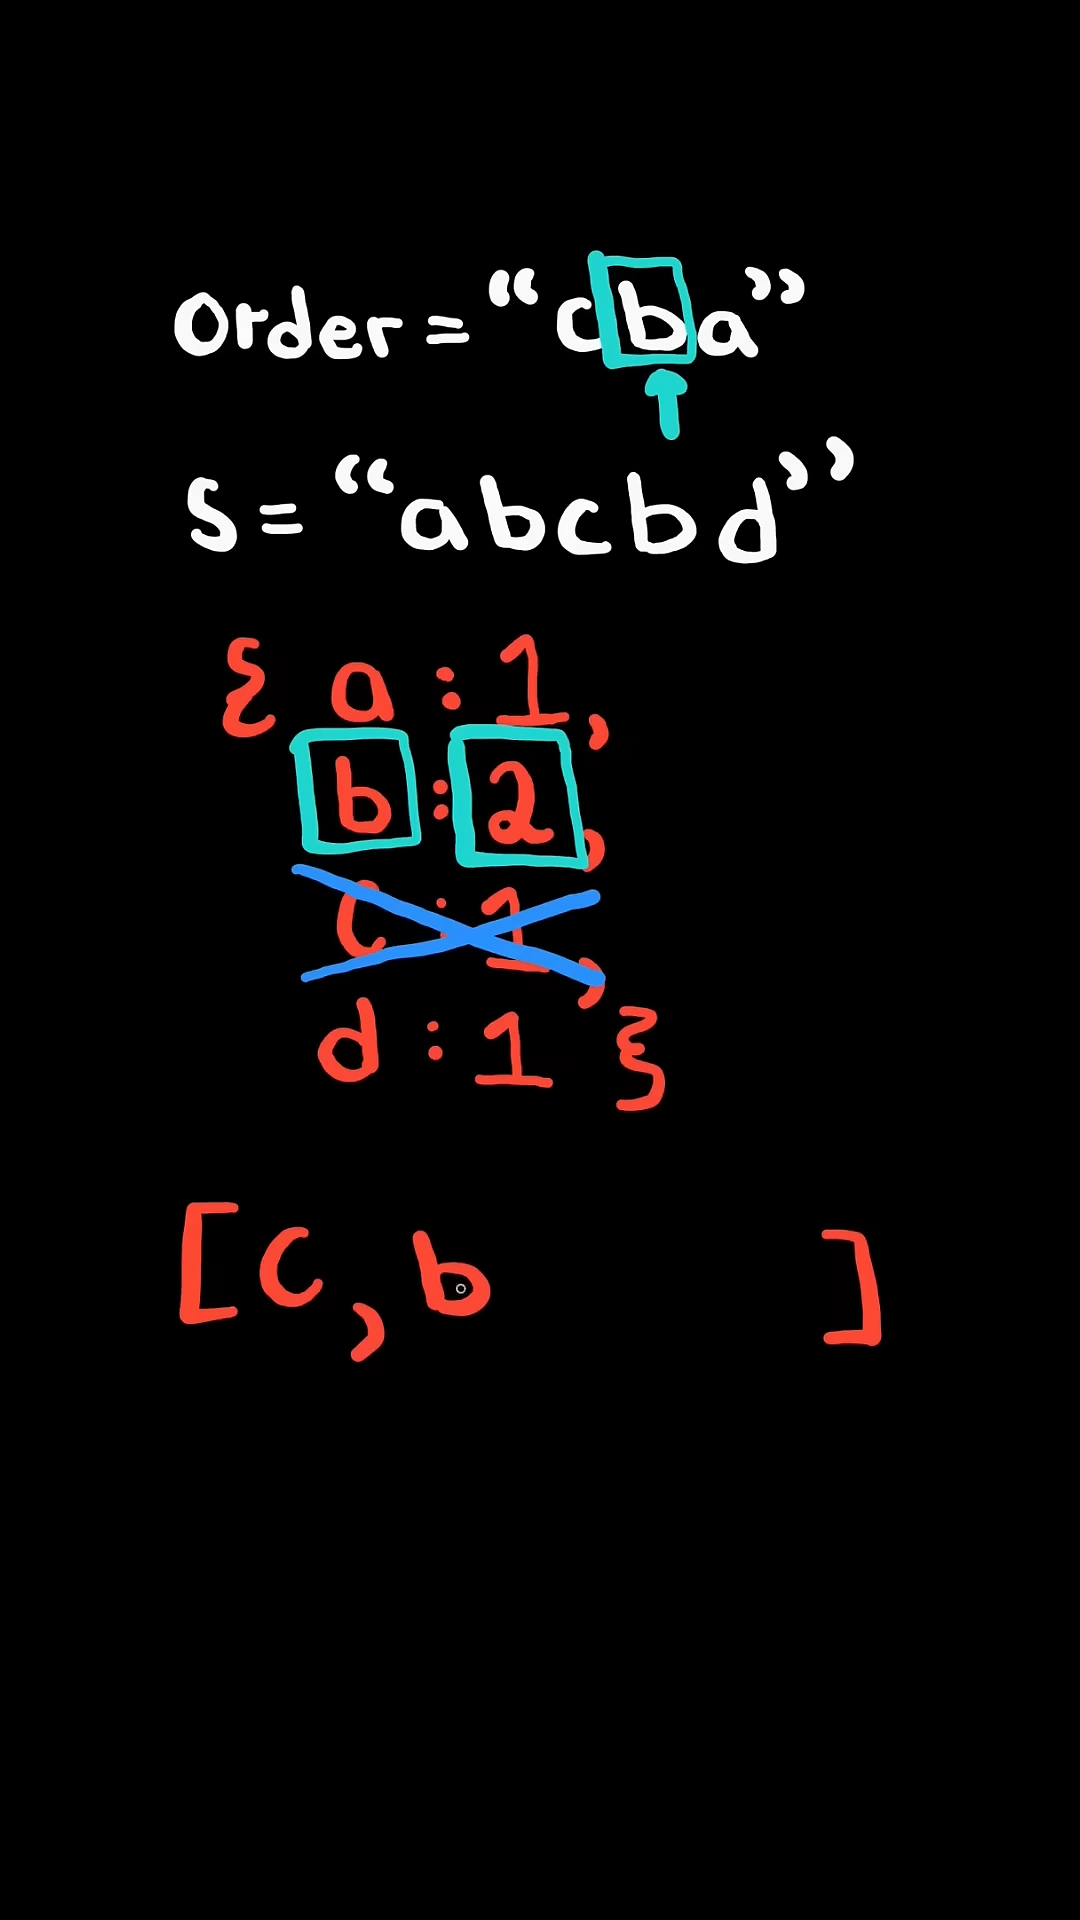 Order = “cba”
S = “abcbd”
{ a : 1,
b : 2,
c : 1,
d : 1 }
[ c, b ]